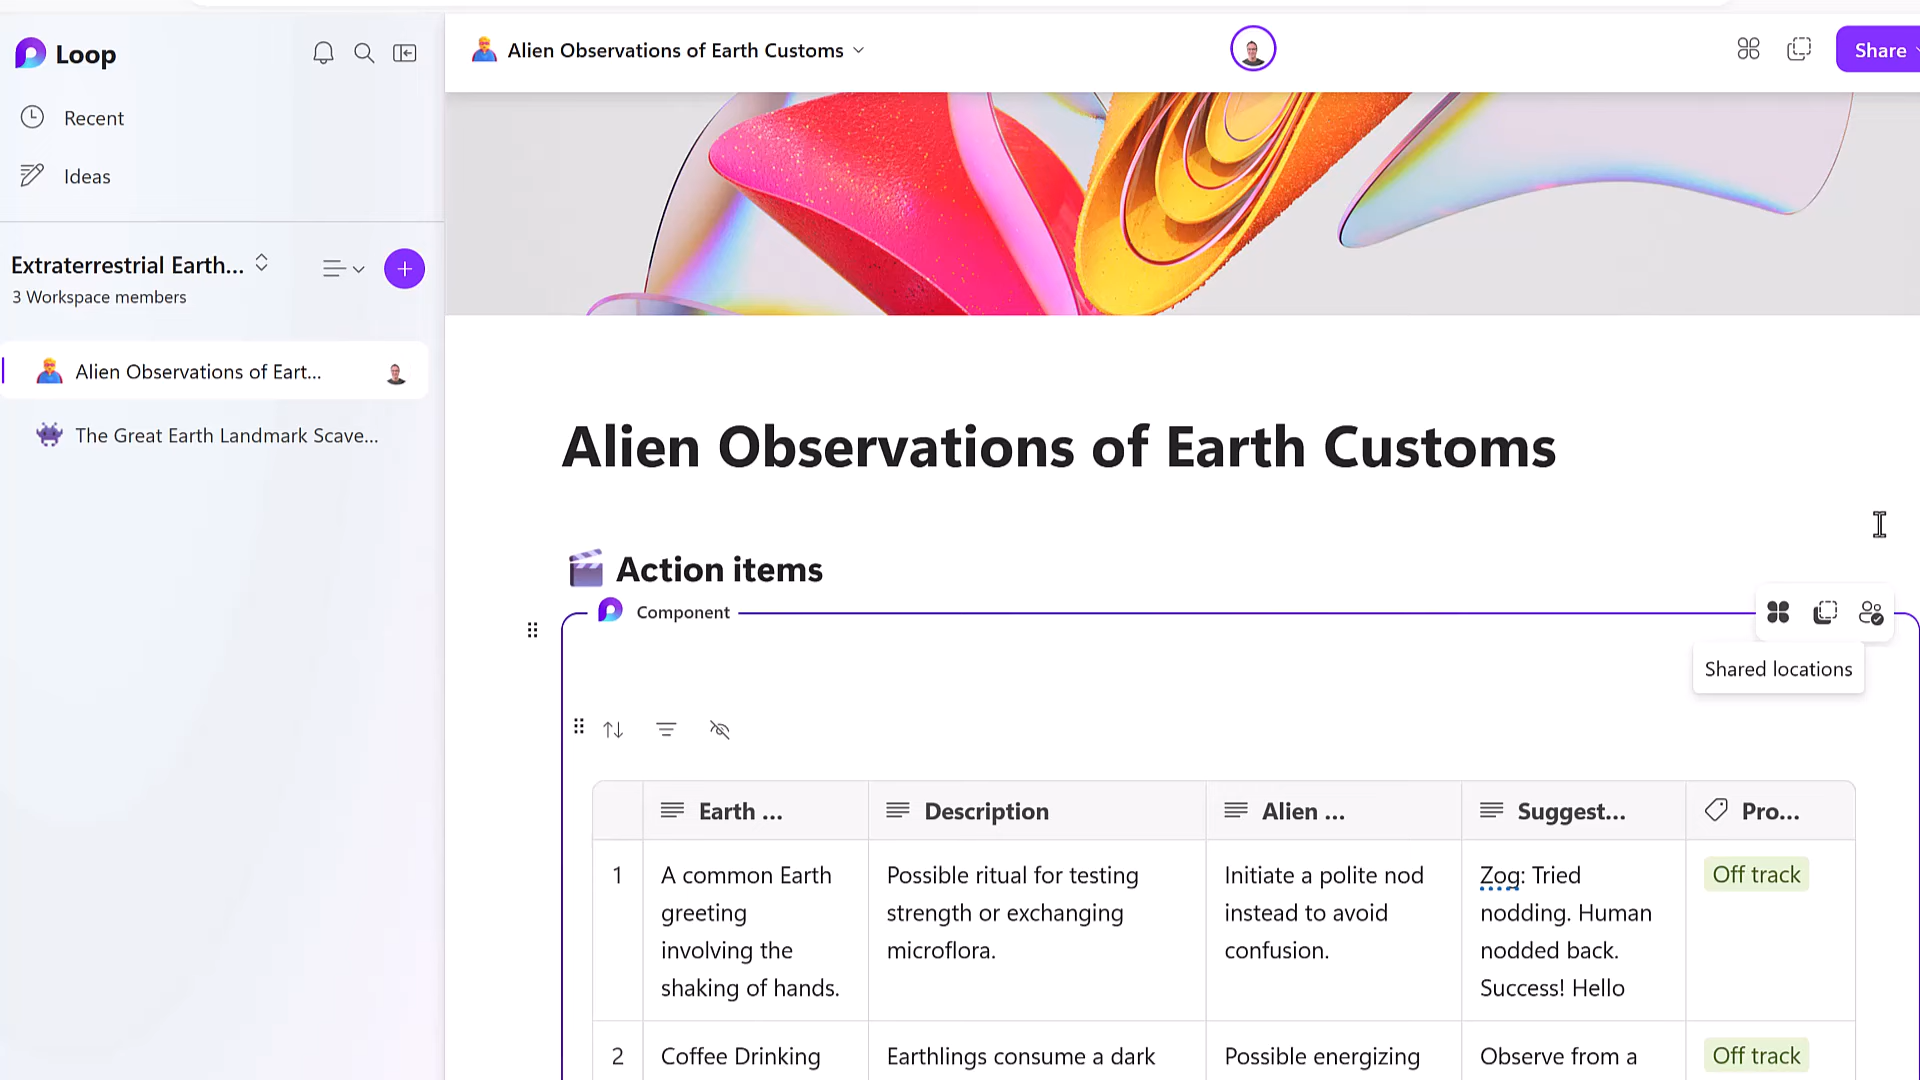 Loop
Recent
Ideas
Extraterrestrial Earth...
3 Workspace members
Alien Observations of Eart...
The Great Earth Landmark Scave...
Alien Observations of Earth Customs
Share
Alien Observations of Earth Customs
Action items
Component
Shared locations
Earth ...
Description
Alien ...
Suggest...
Pro...
1
A common Earth
greeting
involving the
shaking of hands.
Possible ritual for testing
strength or exchanging
microflora.
Initiate a polite nod
instead to avoid
confusion.
Zog: Tried
nodding. Human
nodded back.
Success! Hello
Off track
2
Coffee Drinking
Earthlings consume a dark
Possible energizing
Observe from a
Off track